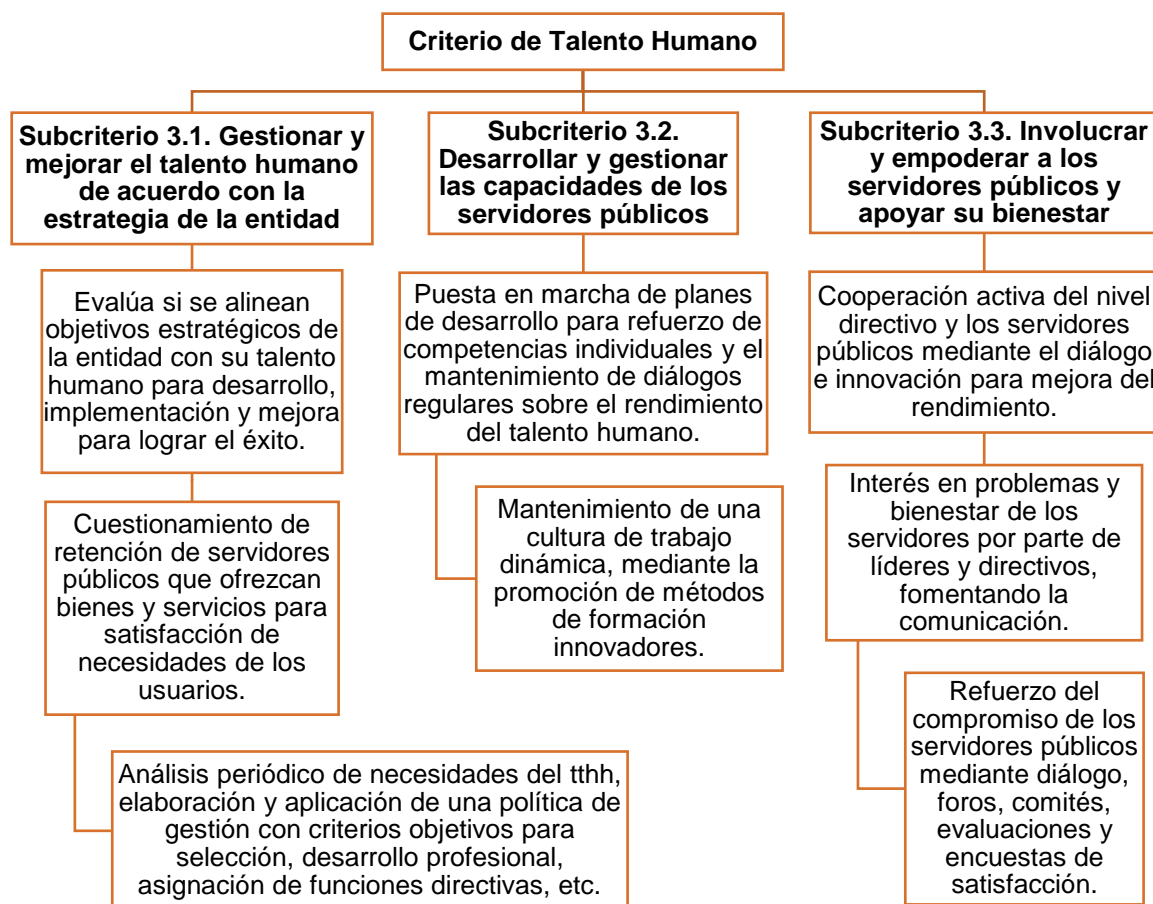 Criterio de Talento Humano
Subcriterio 3.1. Gestionar y
mejorar el talento humano
de acuerdo con la
estrategia de la entidad
Evalúa si se alinean
objetivos estratégicos de
la entidad con su talento
humano para desarrollo,
implementación y mejora
para lograr el éxito.
Cuestionamiento de
retención de servidores
públicos que ofrezcan
bienes y servicios para
satisfacción de
necesidades de los
usuarios.
Análisis periódico de necesidades del tthh,
elaboración y aplicación de una política de
gestión con criterios objetivos para
selección, desarrollo profesional,
asignación de funciones directivas, etc.
Subcriterio 3.2.
Desarrollar y gestionar
las capacidades de los
servidores públicos
Puesta en marcha de planes
de desarrollo para refuerzo de
competencias individuales y el
mantenimiento de diálogos
regulares sobre el rendimiento
del talento humano.
Mantenimiento de una
cultura de trabajo
dinámica, mediante la
promoción de métodos
de formación
innovadores.
Subcriterio 3.3. Involucrar
y empoderar a los
servidores públicos y
apoyar su bienestar
Cooperación activa del nivel
directivo y los servidores
públicos mediante el diálogo
e innovación para mejora del
rendimiento.
Interés en problemas y
bienestar de los
servidores por parte de
líderes y directivos,
fomentando la
comunicación.
Refuerzo del
compromiso de los
servidores públicos
mediante diálogo,
foros, comités,
evaluaciones y
encuestas de
satisfacción.